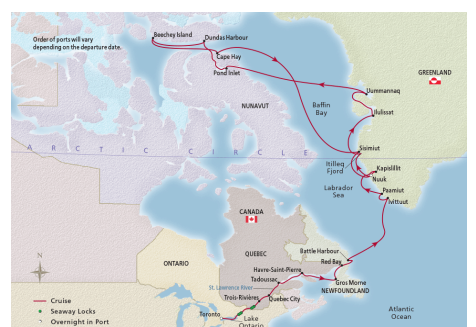 Order of ports will vary
depending on the departure date.
Beechey Island
Dundas Harbour
Cape Hay
Pond Inlet
Uummannaq
GREENLAND
Ilulissat
NUNAVUT
Baffin
Bay
ARCTIC CIRCLE
Sisimiut
Itilleq
Fjord
Kapisillit
Nuuk
Labrador
Sea
Paamiut
Ivittuut
CANADA
QUEBEC
ONTARIO
Battle Harbour
Red Bay
Havre-Saint-Pierre
Tadoussac
Gros Morne
NEWFOUNDLAND
St. Lawrence River
Trois-Rivières
Quebec City
Toronto
Lake
Ontario
Atlantic
Ocean
N
Cruise
Seaway Locks
Overnight in Port